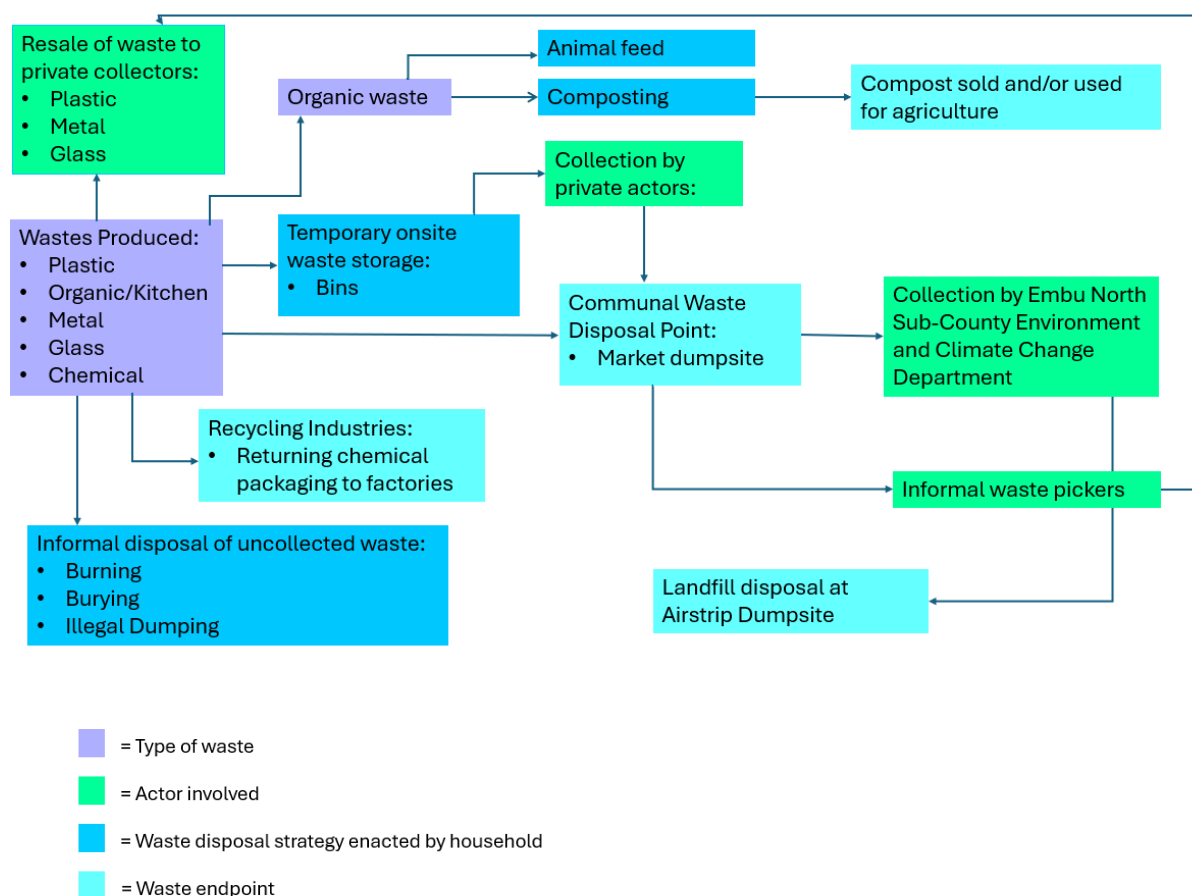 Resale of waste to
private collectors:
• Plastic
• Metal
• Glass
Organic waste
Animal feed
Composting
Compost sold and/or used
for agriculture
Collection by
private actors:
Wastes Produced:
• Plastic
• Organic/Kitchen
• Metal
• Glass
• Chemical
Temporary onsite
waste storage:
• Bins
Communal Waste
Disposal Point:
• Market dumpsite
Collection by Embu North
Sub-County Environment
and Climate Change
Department
Recycling Industries:
• Returning chemical
packaging to factories
Informal waste pickers
Informal disposal of uncollected waste:
• Burning
• Burying
• Illegal Dumping
Landfill disposal at
Airstrip Dumpsite
= Type of waste
= Actor involved
= Waste disposal strategy enacted by household
= Waste endpoint